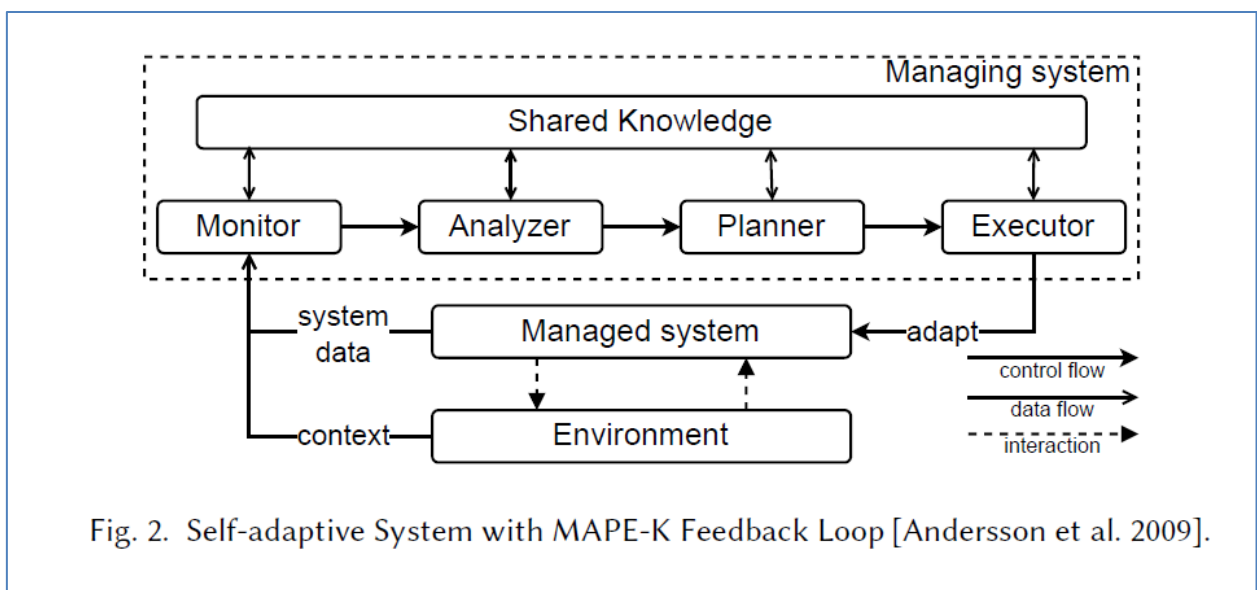 Managing system
Shared Knowledge
Monitor
Analyzer
Planner
Executor
system
data
Managed system
adapt
context
Environment
control flow
data flow
interaction
Fig. 2. Self-adaptive System with MAPE-K Feedback Loop [Andersson et al. 2009].